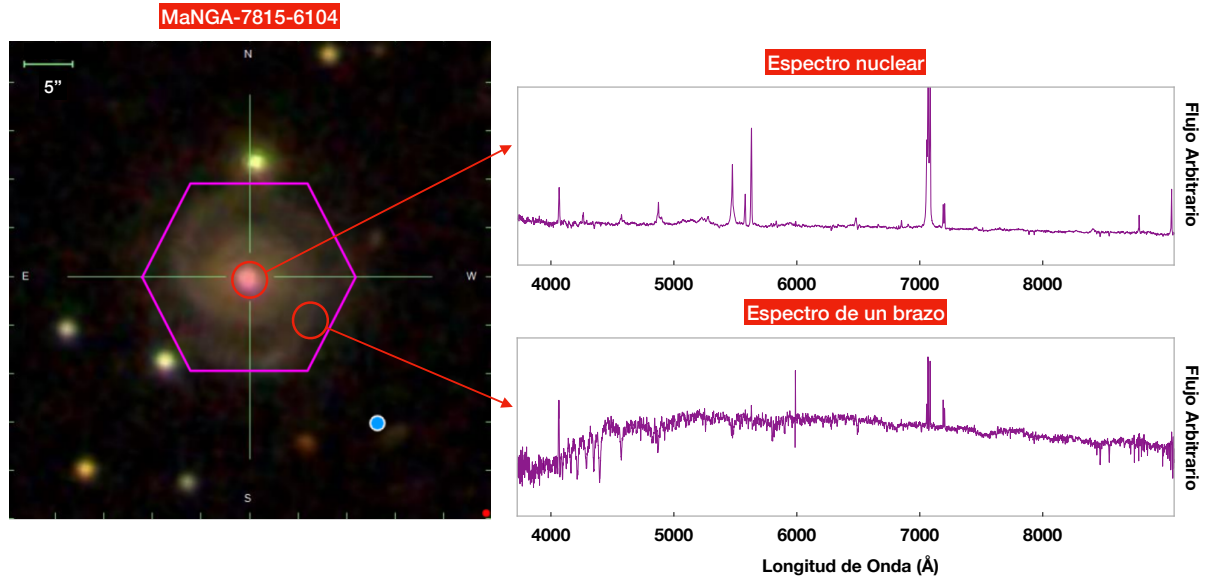 MaNGA-7815-6104
5”
N
E
W
S
Espectro nuclear
Flujo Arbitrario
4000 5000 6000 7000 8000
Espectro de un brazo
Flujo Arbitrario
4000 5000 6000 7000 8000
Longitud de Onda (Å)